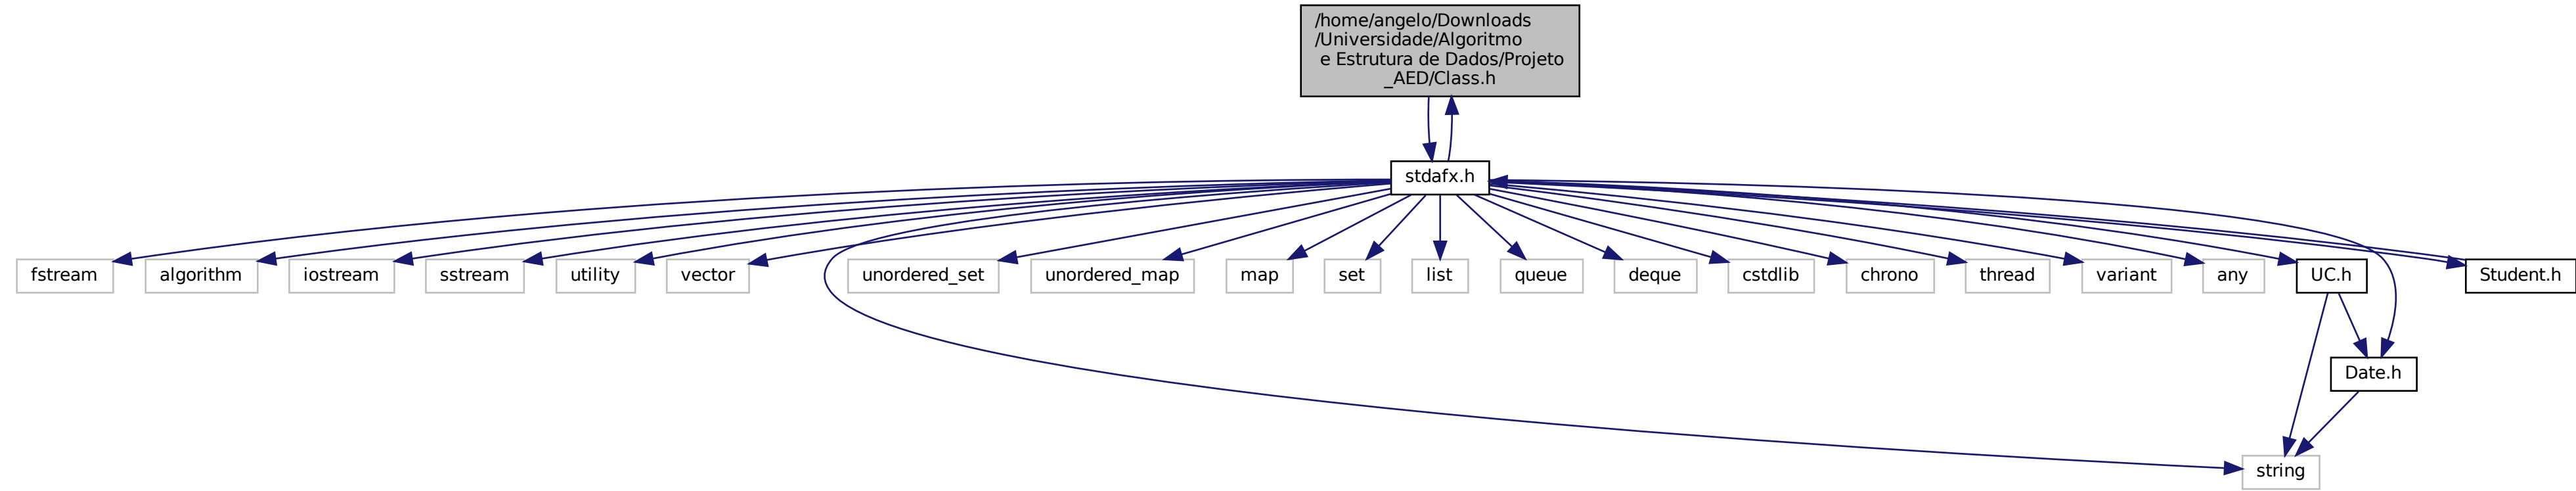 /home/angelo/Downloads
/Universidade/Algoritmo
e Estrutura de Dados/Projeto
_AED/Class.h
stdafx.h
fstream
algorithm
iostream
sstream
utility
vector
unordered_set
unordered_map
map
set
list
queue
deque
cstdlib
chrono
thread
variant
any
UC.h
Student.h
Date.h
string